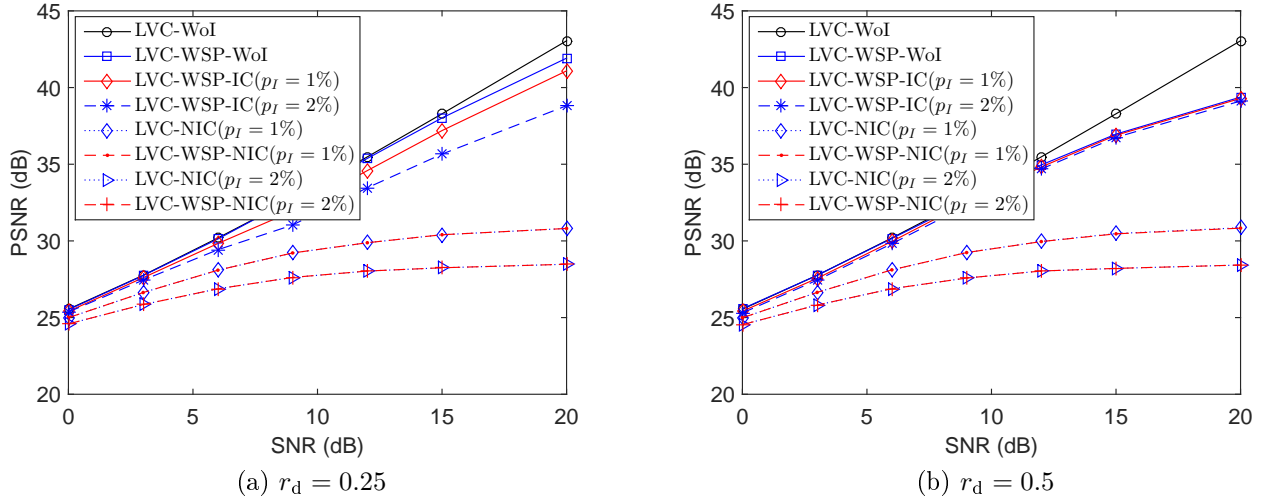 45
40
35
30
25
20
PSNR (dB)
LVC-WoI
LVC-WSP-WoI
LVC-WSP-IC(p_I = 1%)
LVC-WSP-IC(p_I = 2%)
LVC-NIC(p_I = 1%)
LVC-WSP-NIC(p_I = 1%)
LVC-NIC(p_I = 2%)
LVC-WSP-NIC(p_I = 2%)
0 5 10 15 20
SNR (dB)
(a) r_d = 0.25
45
40
35
30
25
20
PSNR (dB)
LVC-WoI
LVC-WSP-WoI
LVC-WSP-IC(p_I = 1%)
LVC-WSP-IC(p_I = 2%)
LVC-NIC(p_I = 1%)
LVC-WSP-NIC(p_I = 1%)
LVC-NIC(p_I = 2%)
LVC-WSP-NIC(p_I = 2%)
0 5 10 15 20
SNR (dB)
(b) r_d = 0.5